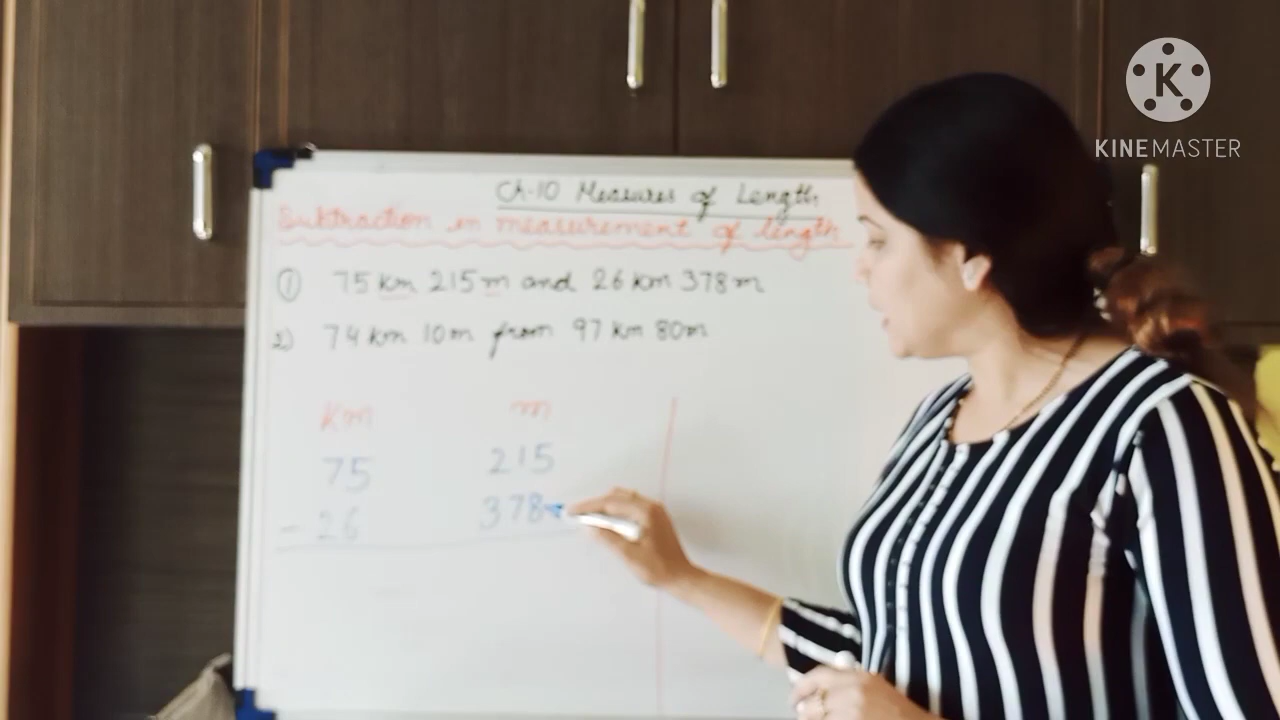 K
KINEMASTER
Ch-10 Measures of Length
Subtraction in measurement of length
① 75 km 215 m and 26 km 378 m
2) 74 km 10 m from 97 km 80 m
Km m
75 215
- 26 378